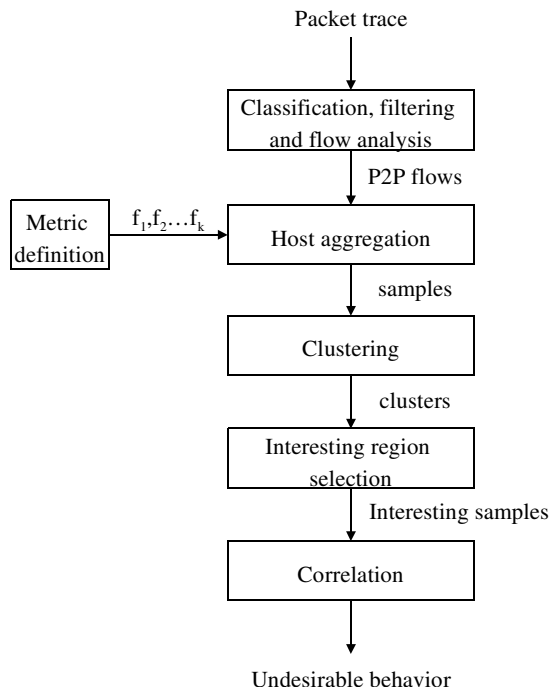 Packet trace
Classification, filtering
and flow analysis
P2P flows
Metric
definition
f1,f2…fk
Host aggregation
samples
Clustering
clusters
Interesting region
selection
Interesting samples
Correlation
Undesirable behavior